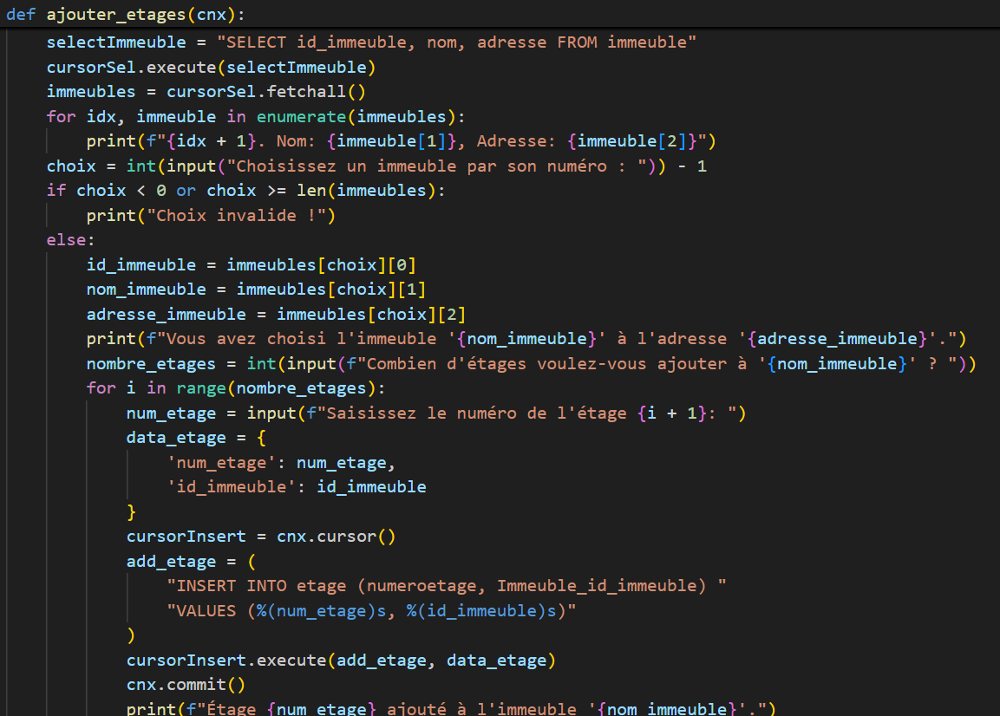 def ajouter_etages(cnx):
    selectImmeuble = "SELECT id_immeuble, nom, adresse FROM immeuble"
    cursorSel.execute(selectImmeuble)
    immeubles = cursorSel.fetchall()
    for idx, immeuble in enumerate(immeubles):
        print(f"{idx + 1}. Nom: {immeuble[1]}, Adresse: {immeuble[2]}")
    choix = int(input("Choisissez un immeuble par son numéro : ")) - 1
    if choix < 0 or choix >= len(immeubles):
        print("Choix invalide !")
    else:
        id_immeuble = immeubles[choix][0]
        nom_immeuble = immeubles[choix][1]
        adresse_immeuble = immeubles[choix][2]
        print(f"Vous avez choisi l'immeuble '{nom_immeuble}' à l'adresse '{adresse_immeuble}'.")
        nombre_etages = int(input(f"Combien d'étages voulez-vous ajouter à '{nom_immeuble}' ? "))
        for i in range(nombre_etages):
            num_etage = input(f"Saisissez le numéro de l'étage {i + 1}: ")
            data_etage = {
                'num_etage': num_etage,
                'id_immeuble': id_immeuble
            }
            cursorInsert = cnx.cursor()
            add_etage = (
                "INSERT INTO etage (numeroetage, Immeuble_id_immeuble) "
                "VALUES (%(num_etage)s, %(id_immeuble)s)"
            )
            cursorInsert.execute(add_etage, data_etage)
            cnx.commit()
            print(f"Étage {num_etage} ajouté à l'immeuble '{nom_immeuble}'.")